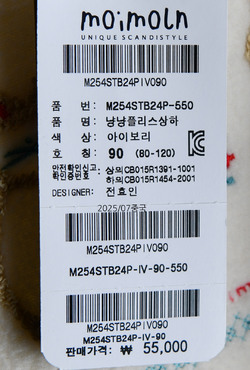 moimoln
UNIQUE SCANDISTYLE
M254STB24PIV090
품 번: M254STB24P-550
품 명: 냥냥플리스상하
색 상: 아이보리
호 칭: 90 (80-120)
안전확인신고 확인증번호: 상의CB015R1391-1001
하의CB015R1454-2001
DESIGNER: 전효인
2025/07중국
M254STB24PIV090
M254STB24P-IV-90-550
M254STB24PIV090
M254STB24P-IV-90
판매가격: ₩ 55,000